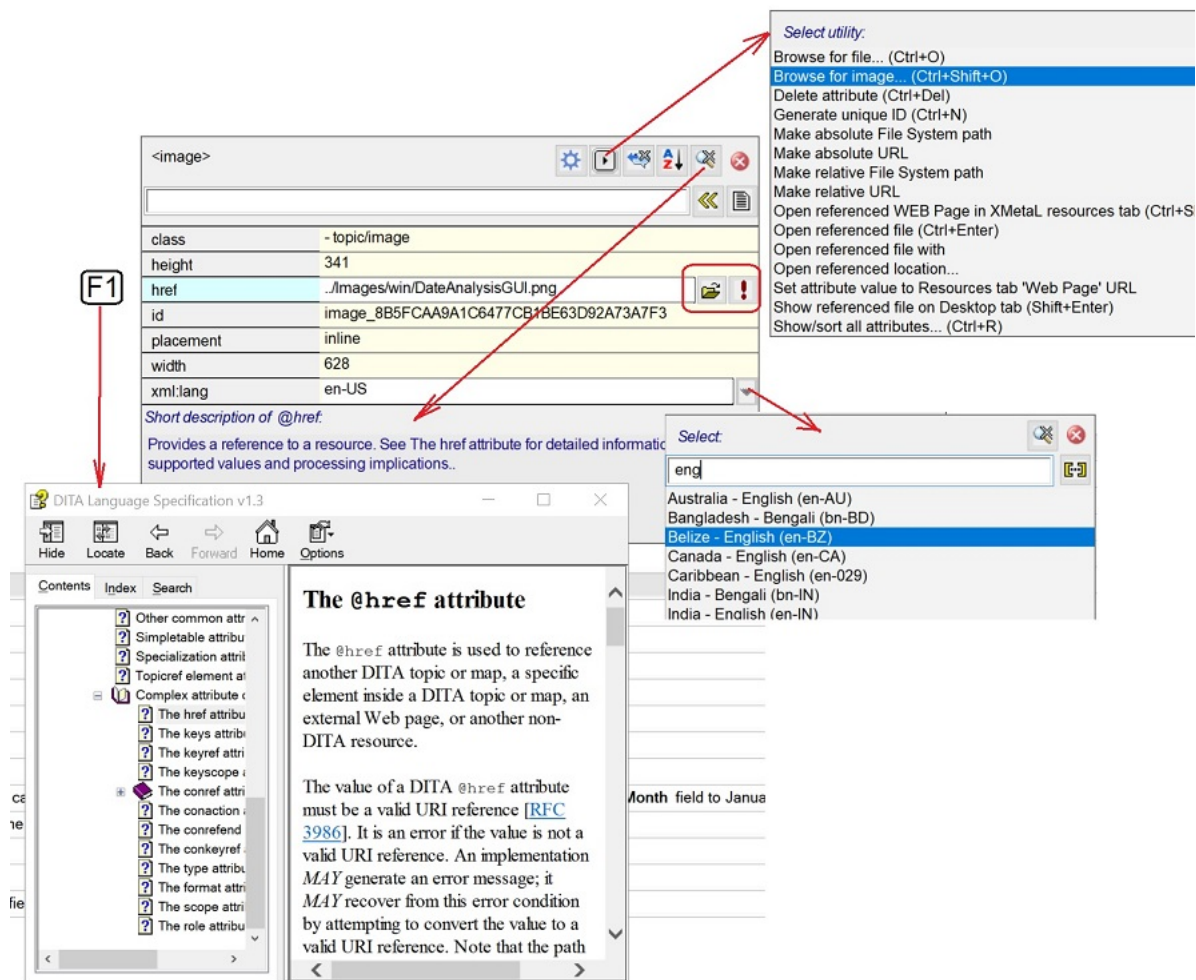 Select utility:
Browse for file... (Ctrl+O)
Browse for image... (Ctrl+Shift+O)
Delete attribute (Ctrl+Del)
Generate unique ID (Ctrl+N)
Make absolute File System path
Make absolute URL
Make relative File System path
Make relative URL
Open referenced WEB Page in XMetaL resources tab (Ctrl+S
Open referenced file (Ctrl+Enter)
Open referenced file with
Open referenced location...
Set attribute value to Resources tab 'Web Page' URL
Show referenced file on Desktop tab (Shift+Enter)
Show/sort all attributes... (Ctrl+R)
<image>
class - topic/image
height 341
href ../Images/win/DateAnalysisGUI.png
id image_8B5FCAA9A1C6477CB1BE63D92A73A7F3
placement inline
width 628
xml:lang en-US
F1
Short description of @href:
Provides a reference to a resource. See The href attribute for detailed informatio
supported values and processing implications..
Select:
eng
Australia - English (en-AU)
Bangladesh - Bengali (bn-BD)
Belize - English (en-BZ)
Canada - English (en-CA)
Caribbean - English (en-029)
India - Bengali (bn-IN)
India - English (en-IN)
DITA Language Specification v1.3
Hide Locate Back Forward Home Options
Contents Index Search
Other common attr
Simpletable attribu
Specialization attrib
Topicref element at
Complex attribute
The href attribu
The keys attribu
The keyref attri
The keyscope a
The conref attri
The conaction
The conrefend
The conkeyref
The type attribu
The format attri
The scope attri
The role attribu
The @href attribute
The @href attribute is used to reference
another DITA topic or map, a specific
element inside a DITA topic or map, an
external Web page, or another non-
DITA resource.
The value of a DITA @href attribute
must be a valid URI reference [RFC
3986]. It is an error if the value is not a
valid URI reference. An implementation
MAY generate an error message; it
MAY recover from this error condition
by attempting to convert the value to a
valid URI reference. Note that the path
Month field to Janua